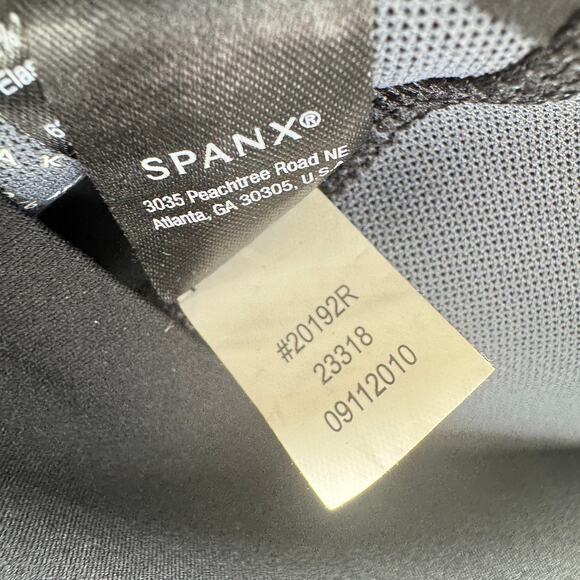 SPANX®
3035 Peachtree Road NE
Atlanta, GA 30305, U.S.
#20192R
23318
09112010